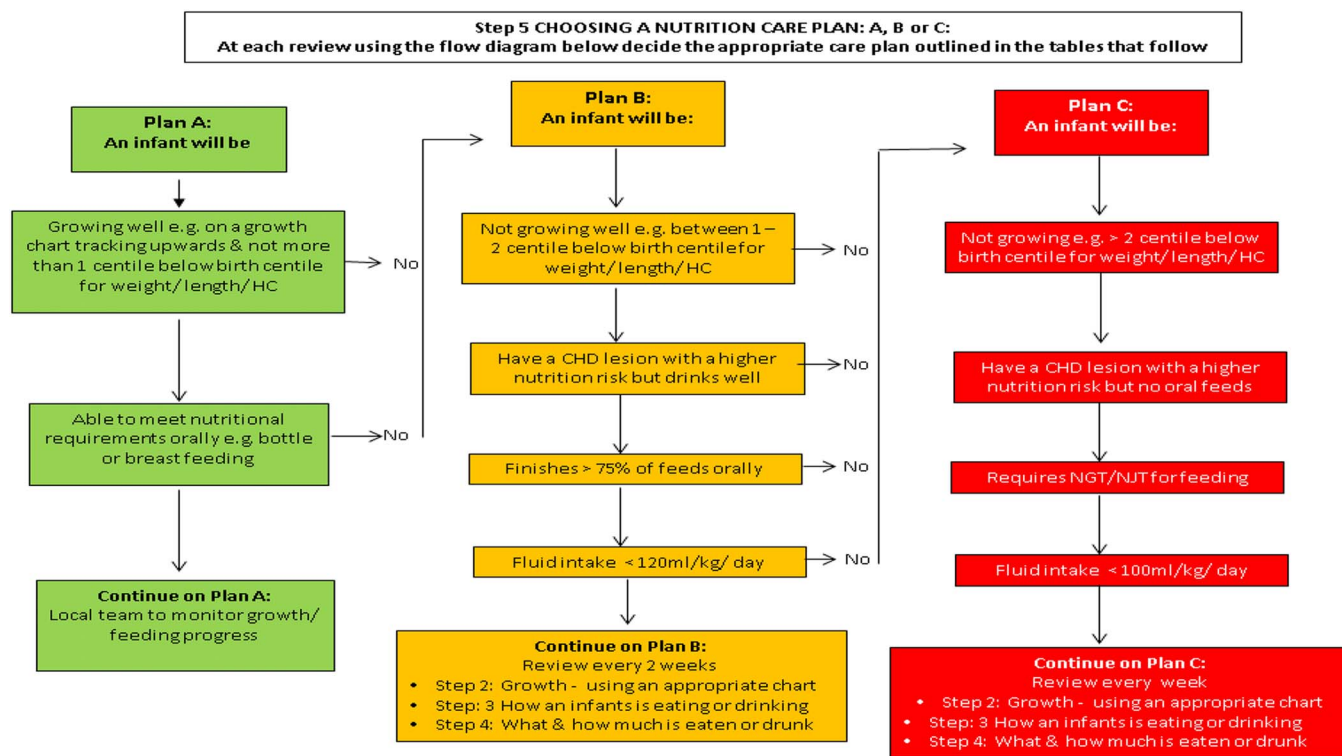 Step 5 CHOOSING A NUTRITION CARE PLAN: A, B or C:
At each review using the flow diagram below decide the appropriate care plan outlined in the tables that follow
Plan A:
An infant will be
Growing well e.g. on a growth
chart tracking upwards & not more
than 1 centile below birth centile
for weight/length/HC
No
Able to meet nutritional
requirements orally e.g. bottle
or breast feeding
No
Continue on Plan A:
Local team to monitor growth/
feeding progress
Plan B:
An infant will be:
Not growing well e.g. between 1–
2 centile below birth centile for
weight/length/HC
No
Have a CHD lesion with a higher
nutrition risk but drinks well
No
Finishes > 75% of feeds orally
No
Fluid intake <120ml/kg/ day
No
Continue on Plan B:
Review every 2 weeks
• Step 2: Growth - using an appropriate chart
• Step: 3 How an infants is eating or drinking
• Step 4: What & how much is eaten or drunk
Plan C:
An infant will be:
Not growing e.g. > 2 centile below
birth centile for weight/length/HC
Have a CHD lesion with a higher
nutrition risk but no oral feeds
Requires NGT/NJT for feeding
Fluid intake <100ml/kg/ day
Continue on Plan C:
Review every week
• Step 2: Growth - using an appropriate chart
• Step: 3 How an infants is eating or drinking
• Step 4: What & how much is eaten or drunk